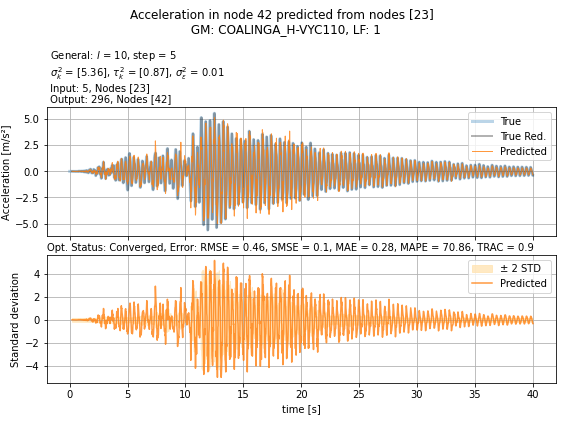 Acceleration in node 42 predicted from nodes [23]
GM: COALINGA_H-VYC110, LF: 1
General: l = 10, step = 5
σ²ₖ = [5.36], τ²ₖ = [0.87], σ²ε = 0.01
Input: 5, Nodes [23]
Output: 296, Nodes [42]
Acceleration [m/s²]
5.0
2.5
0.0
−2.5
−5.0
True
True Red.
Predicted
Opt. Status: Converged, Error: RMSE = 0.46, SMSE = 0.1, MAE = 0.28, MAPE = 70.86, TRAC = 0.9
Standard deviation
4
2
0
−2
−4
± 2 STD
Predicted
0 5 10 15 20 25 30 35 40
time [s]